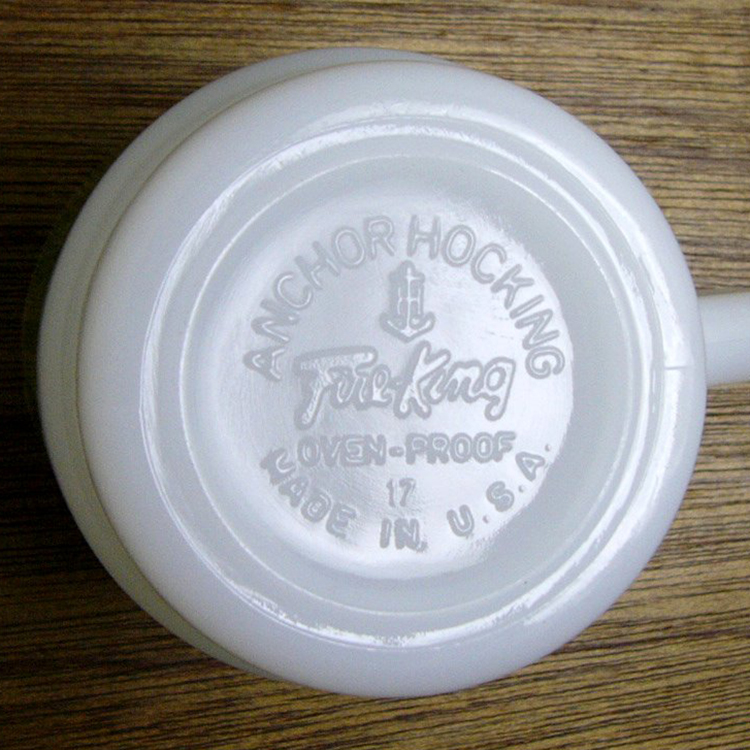 ANCHOR HOCKING
Fire-King
OVEN-PROOF
17
MADE IN U.S.A.